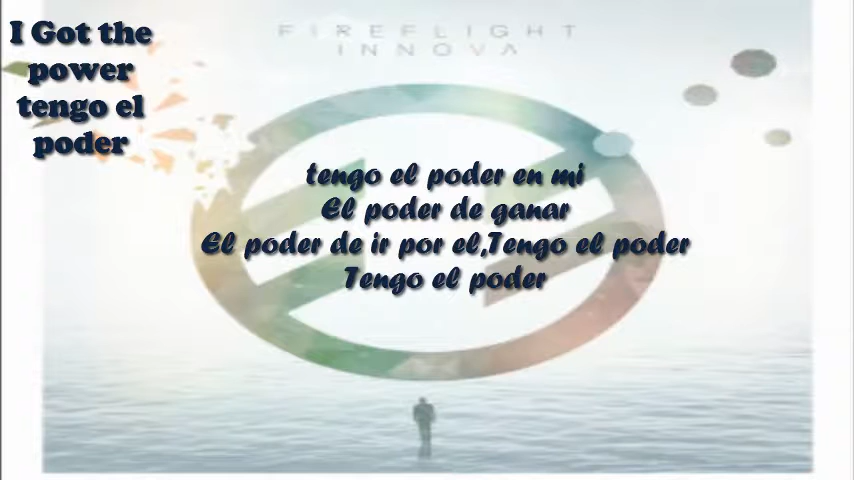 I Got the
power
tengo el
poder
FIREFLIGHT
INNOVA
tengo el poder en mi
El poder de ganar
El poder de ir por el,Tengo el poder
Tengo el poder